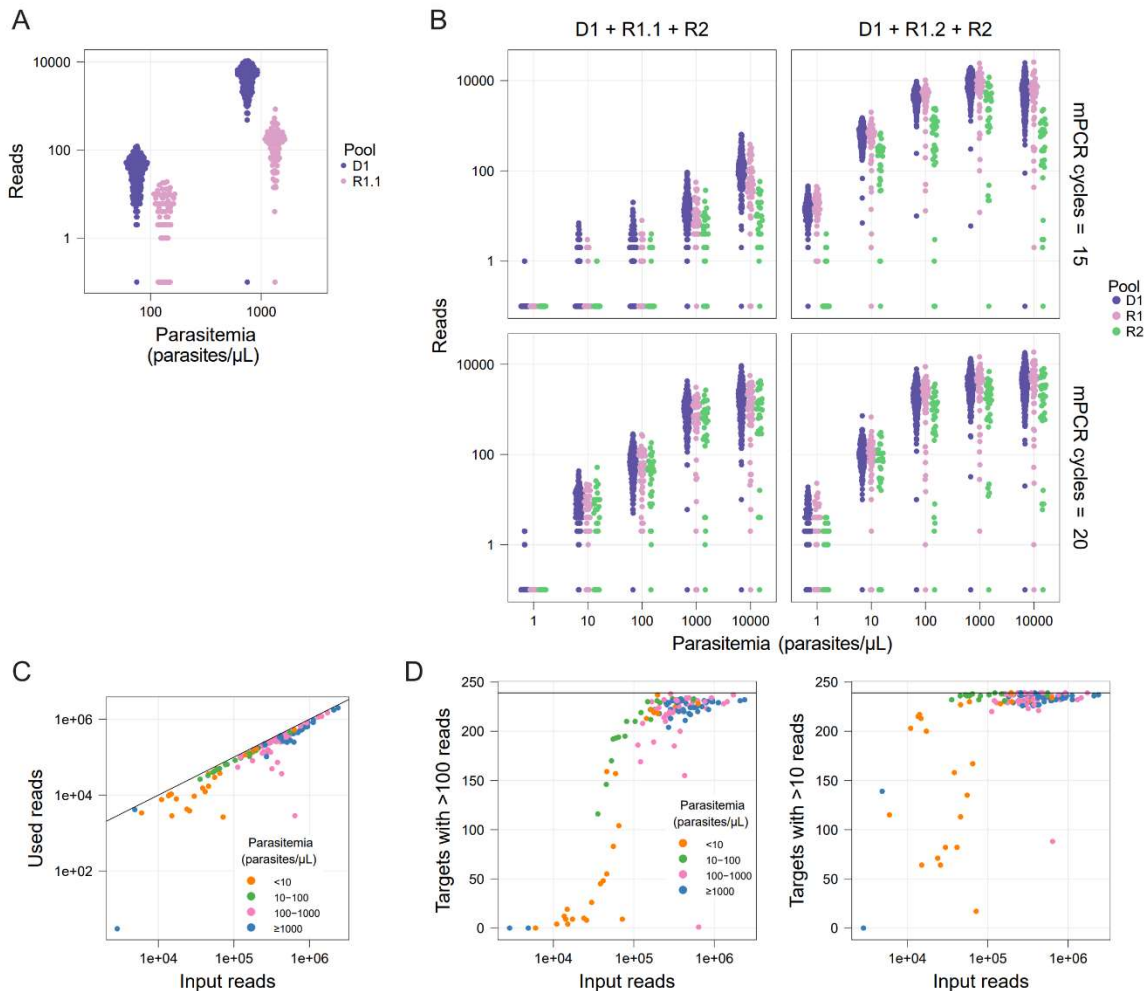 A
10000
100
1
Reads
100
1000
Parasitemia
(parasites/µL)
Pool
D1
R1.1
B
D1 + R1.1 + R2
D1 + R1.2 + R2
10000
100
1
10000
100
1
Reads
mPCR cycles = 15
mPCR cycles = 20
Pool
D1
R1
R2
1
10
100
1000
10000
1
10
100
1000
10000
Parasitemia (parasites/µL)
C
1e+06
1e+04
1e+02
Used reads
Parasitemia
(parasites/µL)
<10
10−100
100−1000
≥1000
1e+04
1e+05
1e+06
Input reads
D
250
200
150
100
50
0
Targets with >100 reads
Parasitemia
(parasites/µL)
<10
10−100
100−1000
≥1000
1e+04
1e+05
1e+06
Input reads
250
200
150
100
50
0
Targets with >10 reads
1e+04
1e+05
1e+06
Input reads